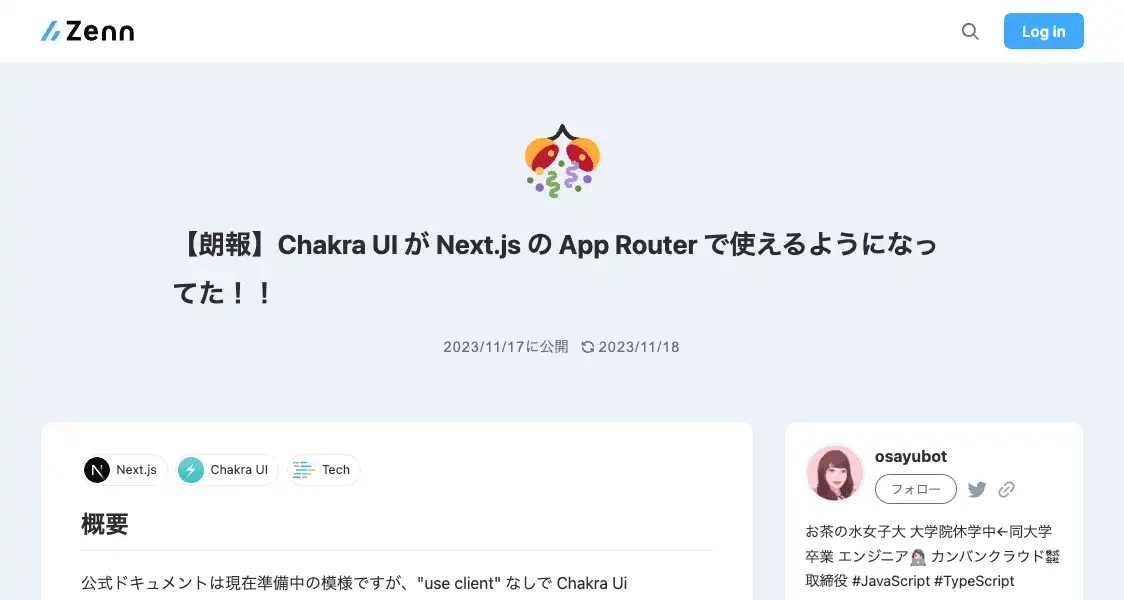 Zenn
Log in
【朗報】Chakra UI が Next.js の App Router で使えるようになっ
てた！！
2023/11/17に公開 2023/11/18
Next.js Chakra UI Tech
概要
公式ドキュメントは現在準備中の模様ですが、"use client" なしで Chakra Ui
osayubot
フォロー
お茶の水女子大 大学院休学中←同大学
卒業 エンジニア👩🏻‍💻 カンバンクラウド㍿
取締役 #JavaScript #TypeScript